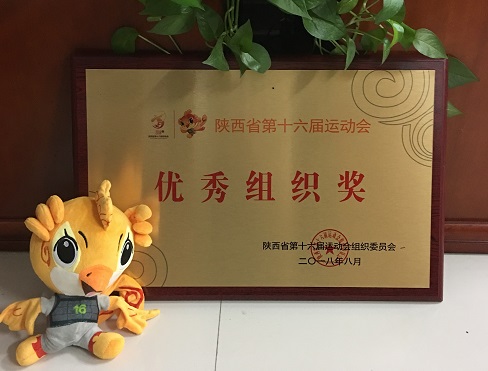 陕西省第十六届运动会
优秀组织奖
陕西省第十六届运动会组织委员会
二〇一八年八月
16